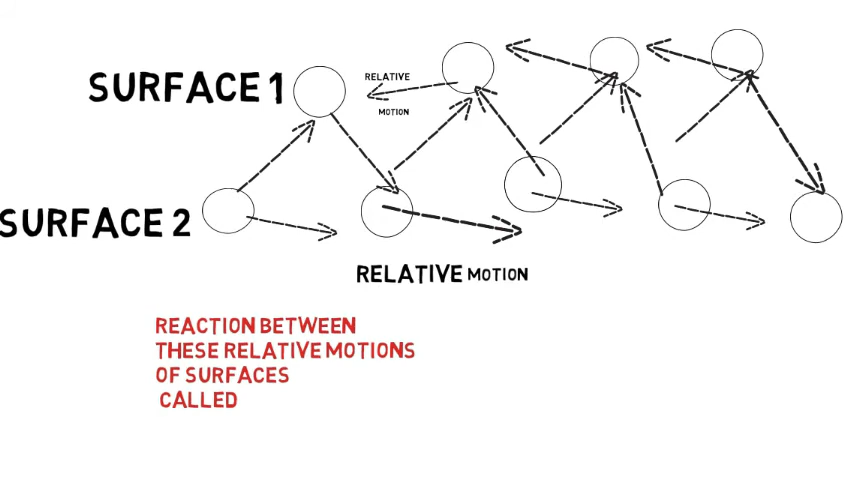 SURFACE 1
RELATIVE
MOTION
SURFACE 2
RELATIVE MOTION
REACTION BETWEEN
THESE RELATIVE MOTIONS
OF SURFACES
CALLED